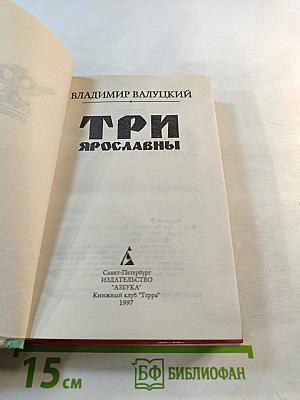 ВЛАДИМИР ВАЛУЦКИЙ
ТРИ
ЯРОСЛАВНЫ
А
Санкт-Петербург
ИЗДАТЕЛЬСТВО
"АЗБУКА"
Книжный клуб "Терра"
1997
15 см
БФ БИБЛИОФАН